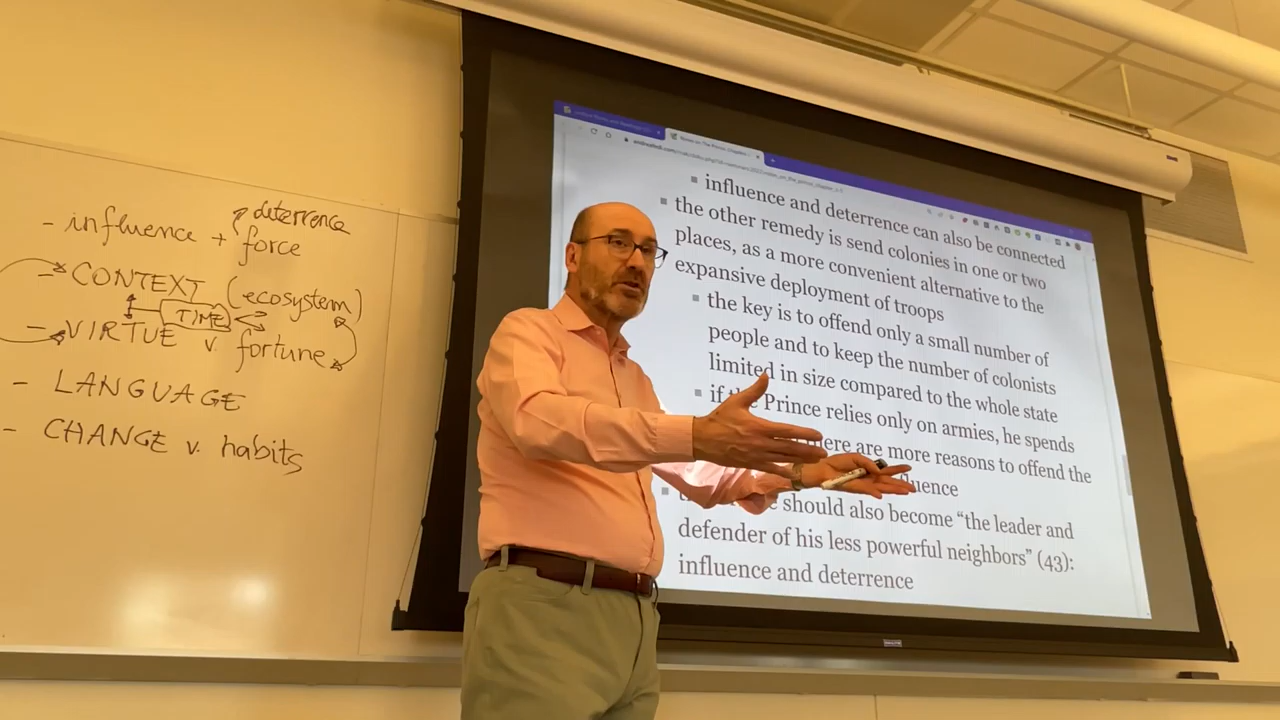 deterrence
- influence + force
- CONTEXT (ecosystem)
TIME
- VIRTUE v. fortune
- LANGUAGE
- CHANGE v. habits
influence and deterrence can also be connected
the other remedy is send colonies in one or two
places, as a more convenient alternative to the
expansive deployment of troops
the key is to offend only a small number of
people and to keep the number of colonists
limited in size compared to the whole state
if the Prince relies only on armies, he spends
there are more reasons to offend the
should also become “the leader and
defender of his less powerful neighbors” (43):
influence and deterrence